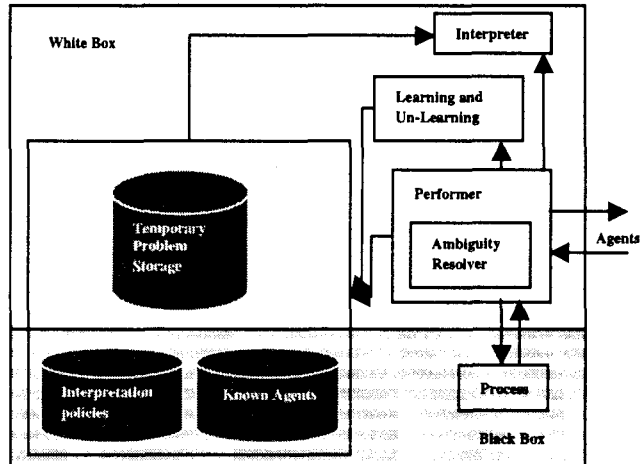 White Box
Interpreter
Learning and
Un-Learning
Performer
Temporary
Problem
Storage
Ambiguity
Resolver
Agents
Interpretation
policies
Known Agents
Process
Black Box